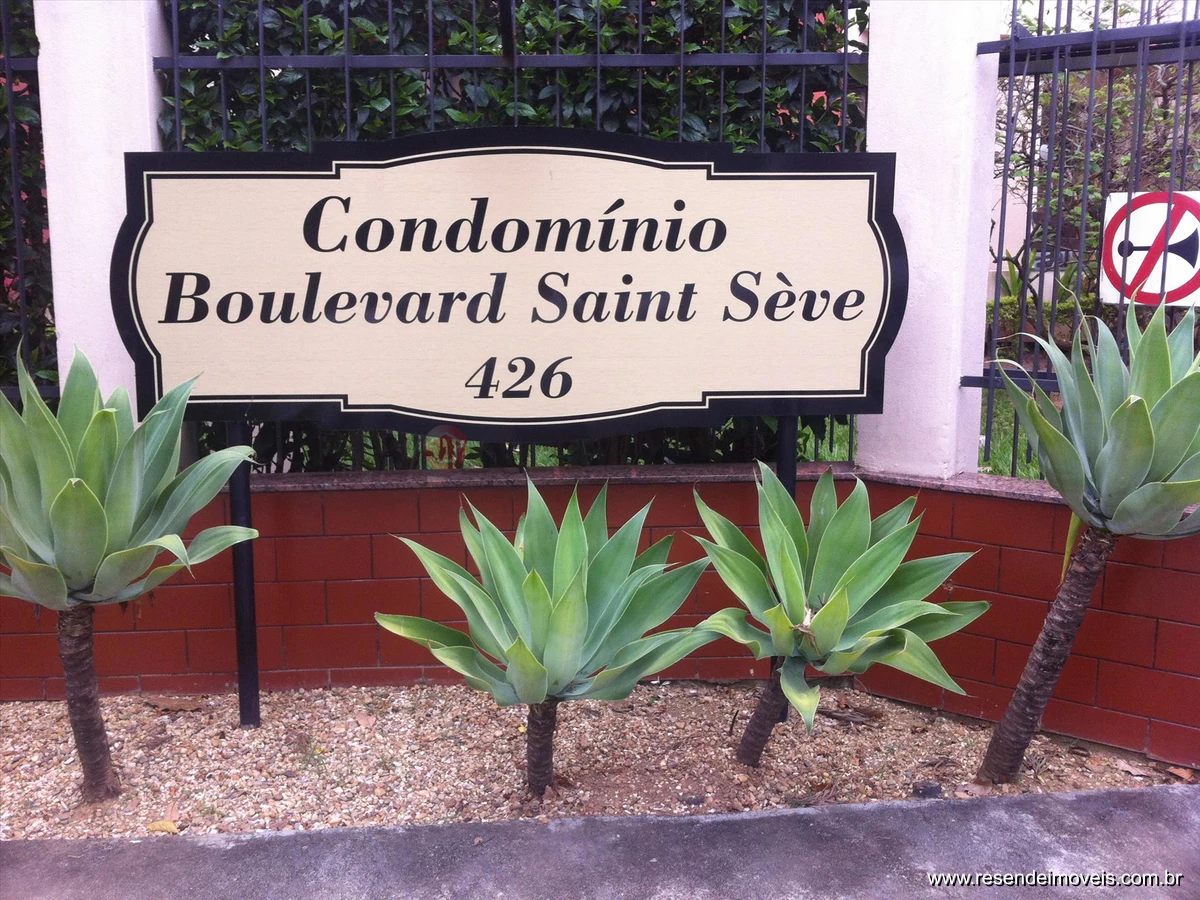 Condomínio
Boulevard Saint Sève
426
www.resendeimoveis.com.br